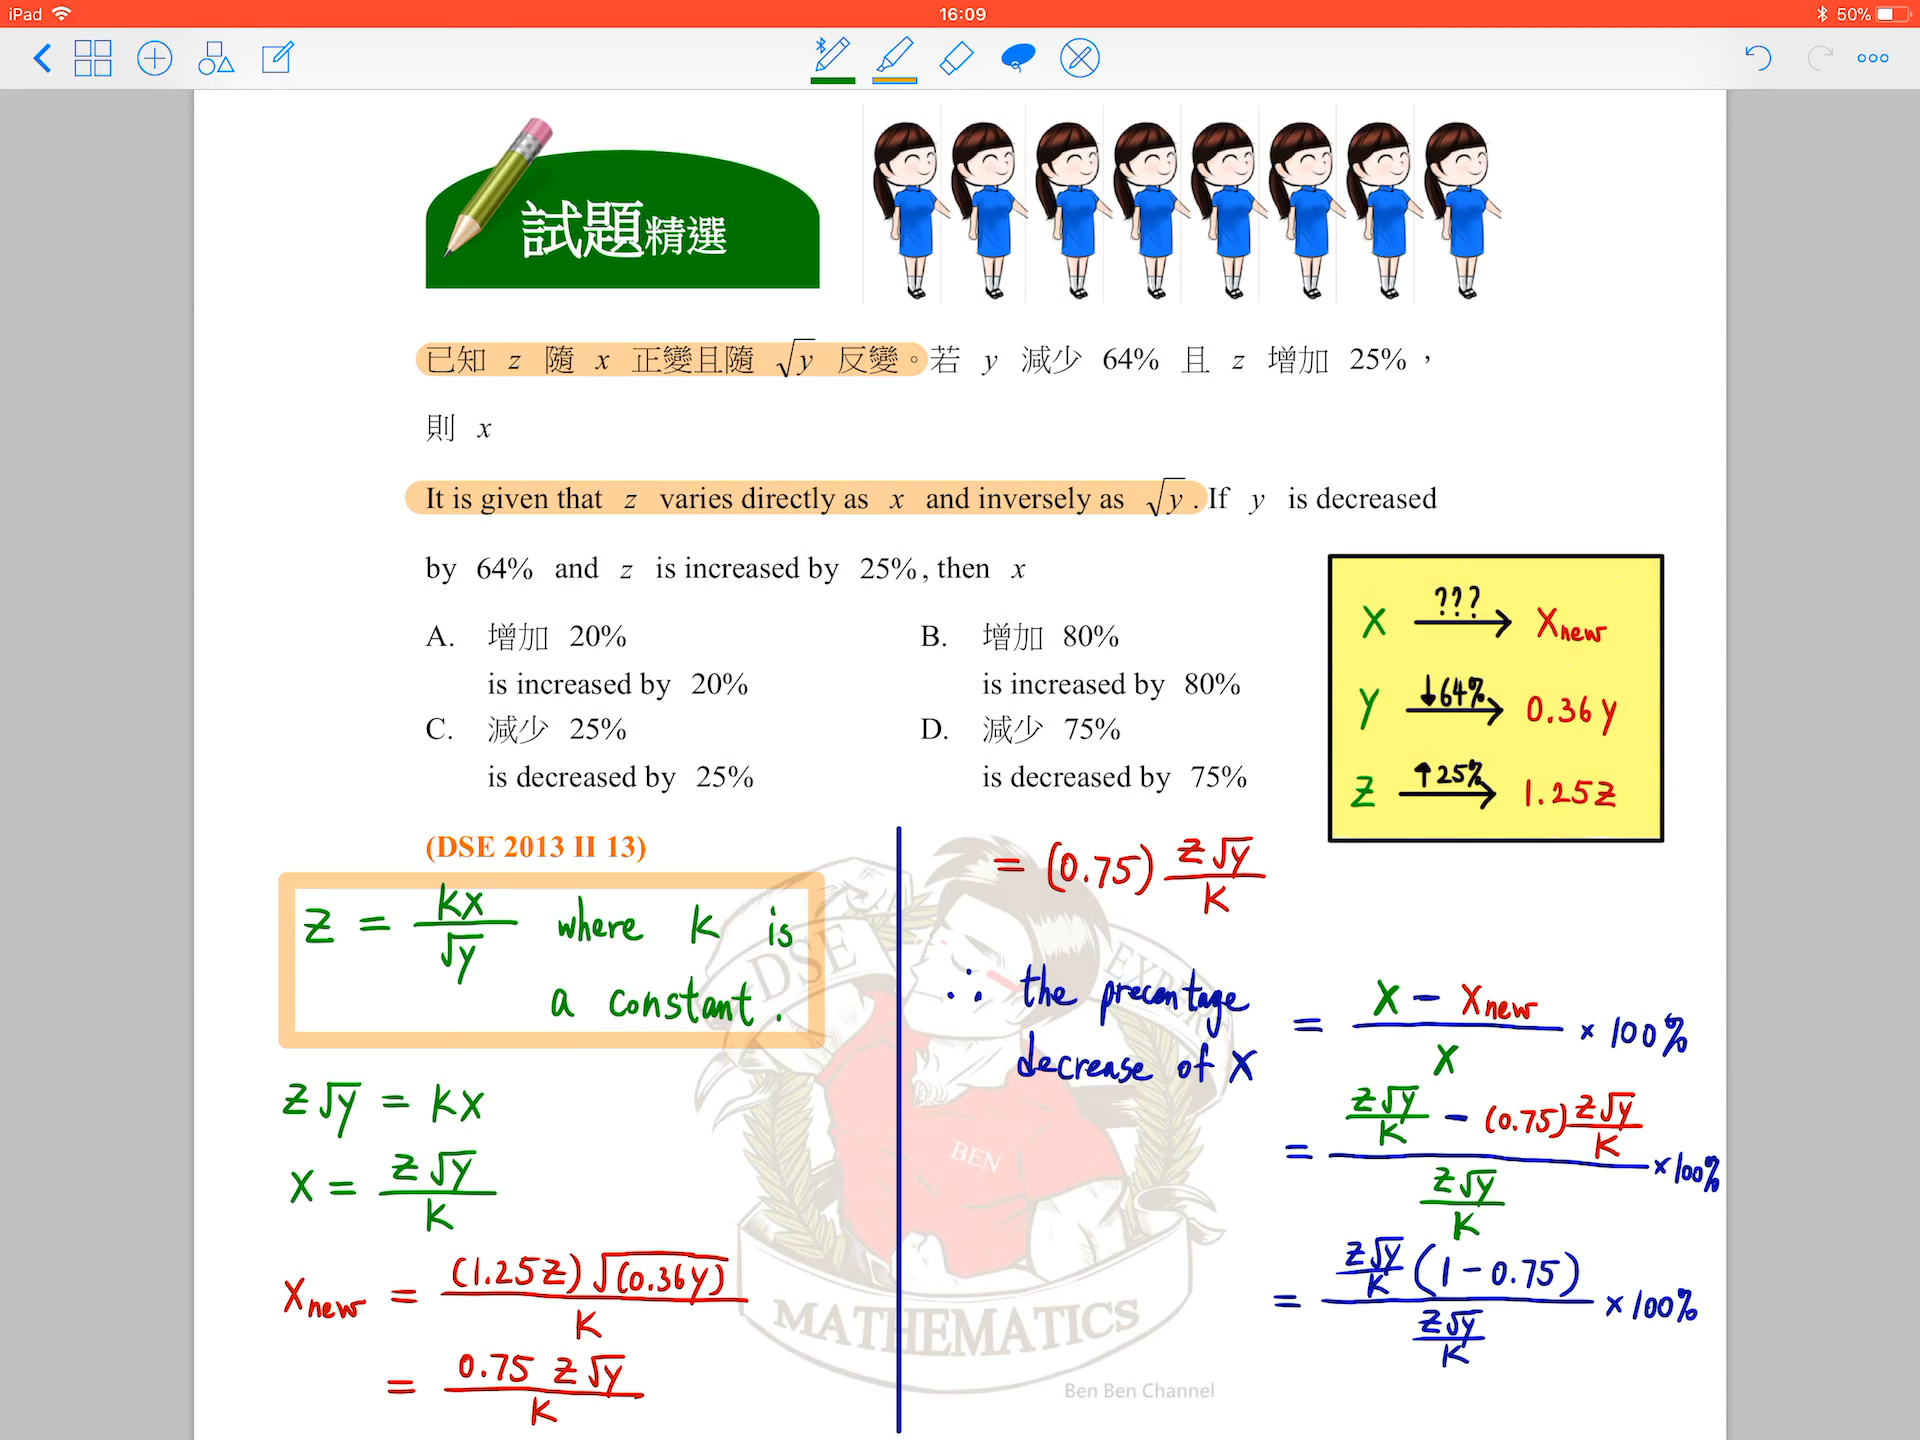 iPad
16:09
50%
試題精選
已知 z 隨 x 正變且隨 √y 反變。若 y 減少 64% 且 z 增加 25%，
則 x
It is given that z varies directly as x and inversely as √y. If y is decreased
by 64% and z is increased by 25%, then x
A. 增加 20%
is increased by 20%
B. 增加 80%
is increased by 80%
C. 減少 25%
is decreased by 25%
D. 減少 75%
is decreased by 75%
X ??? → Xnew
Y ↓64% → 0.36Y
Z ↑25% → 1.25Z
(DSE 2013 II 13)
Z = KX/√Y where K is
a constant.
Z√Y = KX
X = Z√Y/K
Xnew = (1.25Z)√(0.36Y)/K
= 0.75 Z√Y/K
= (0.75) Z√Y/K
∴ the precentage
decrease of X
= X - Xnew/X × 100%
= Z√Y/K - (0.75) Z√Y/K / Z√Y/K × 100%
= Z√Y/K (1 - 0.75) / Z√Y/K × 100%
DSE EXPERT
BEN
MATHEMATICS
Ben Ben Channel